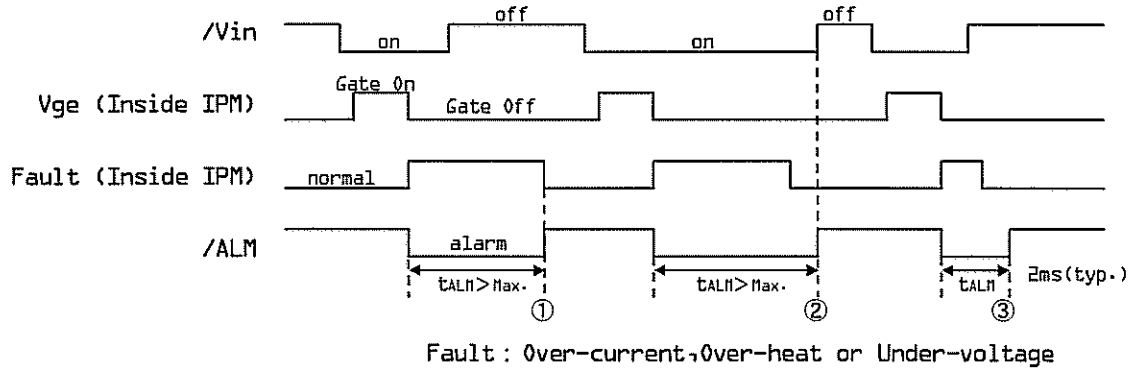 /Vin
off
off
on
on
Vge (Inside IPM)
Gate On
Gate Off
Fault (Inside IPM)
normal
/ALM
alarm
tALM> Max.
tALM> Max.
tALM
2ms(typ.)
①
②
③
Fault : Over-current,Over-heat or Under-voltage